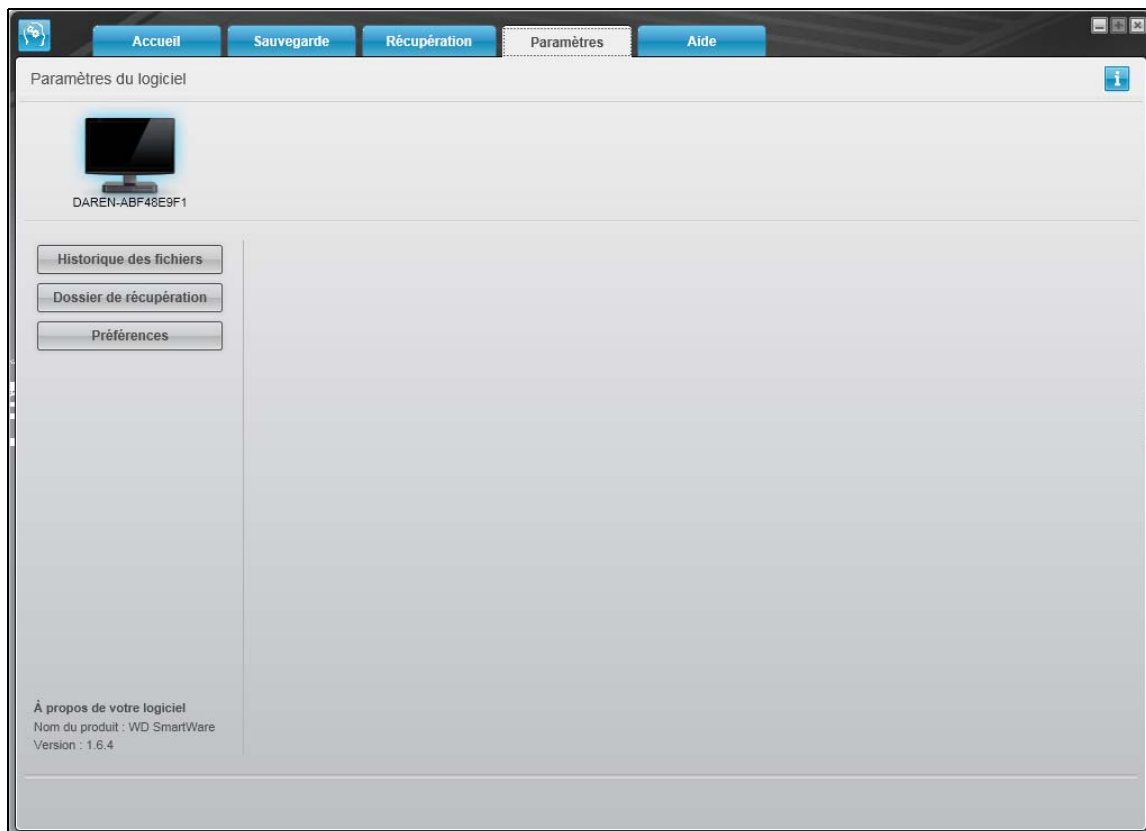 Accueil
Sauvegarde
Récupération
Paramètres
Aide
Paramètres du logiciel
DAREN-ABF48E9F1
Historique des fichiers
Dossier de récupération
Préférences
À propos de votre logiciel
Nom du produit : WD SmartWare
Version : 1.6.4